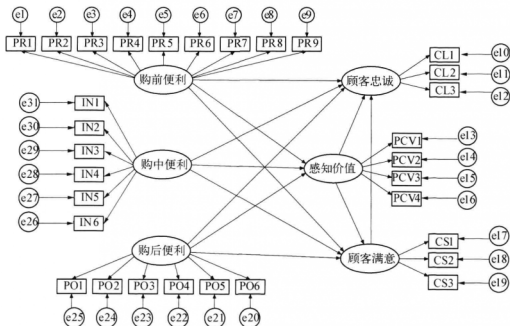 e1 e2 e3 e4 e5 e6 e7 e8 e9
PR1 PR2 PR3 PR4 PR5 PR6 PR7 PR8 PR9
购前便利
顾客忠诚
CL1 e10
CL2 e11
CL3 e12
e31 IN1
e30 IN2
e29 IN3
e28 IN4
e27 IN5
e26 IN6
购中便利
感知价值
PCV1 e13
PCV2 e14
PCV3 e15
PCV4 e16
购后便利
顾客满意
CS1 e17
CS2 e18
CS3 e19
PO1 PO2 PO3 PO4 PO5 PO6
e25 e24 e23 e22 e21 e20